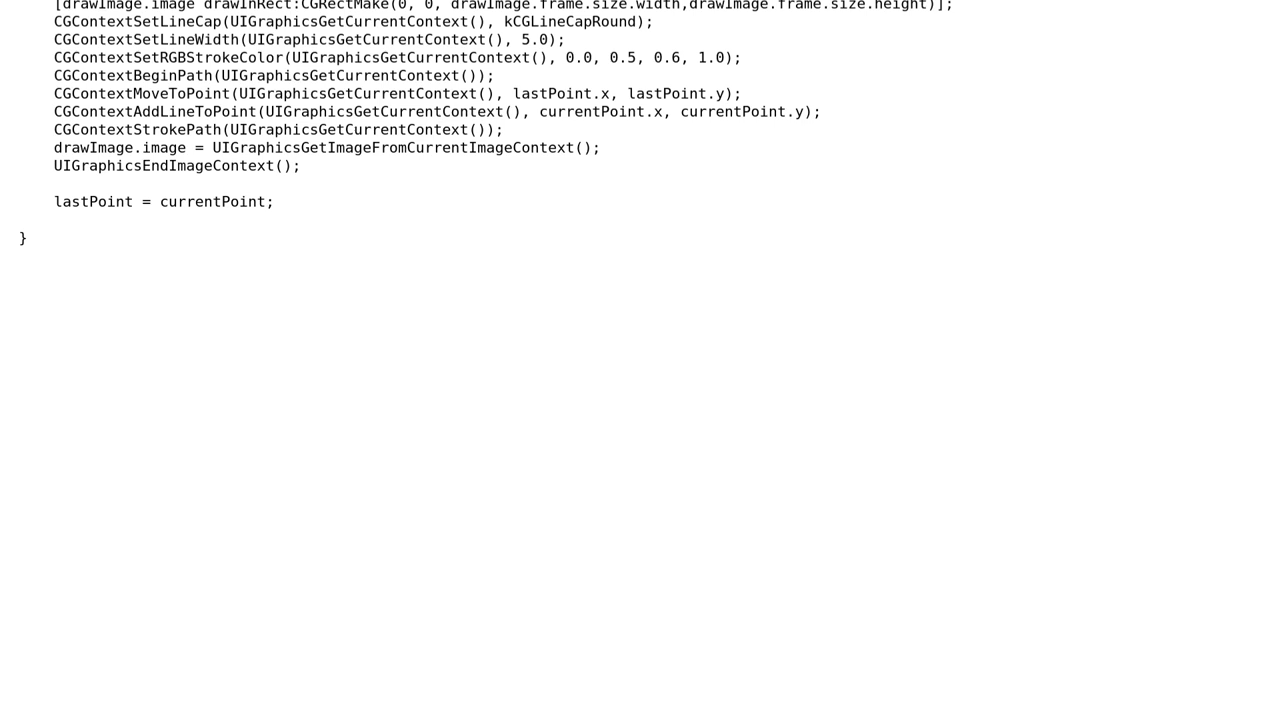 [drawImage.image drawInRect:CGRectMake(0, 0, drawImage.frame.size.width,drawImage.frame.size.height)];
CGContextSetLineCap(UIGraphicsGetCurrentContext(), kCGLineCapRound);
CGContextSetLineWidth(UIGraphicsGetCurrentContext(), 5.0);
CGContextSetRGBStrokeColor(UIGraphicsGetCurrentContext(), 0.0, 0.5, 0.6, 1.0);
CGContextBeginPath(UIGraphicsGetCurrentContext());
CGContextMoveToPoint(UIGraphicsGetCurrentContext(), lastPoint.x, lastPoint.y);
CGContextAddLineToPoint(UIGraphicsGetCurrentContext(), currentPoint.x, currentPoint.y);
CGContextStrokePath(UIGraphicsGetCurrentContext());
drawImage.image = UIGraphicsGetImageFromCurrentImageContext();
UIGraphicsEndImageContext();
lastPoint = currentPoint;
}